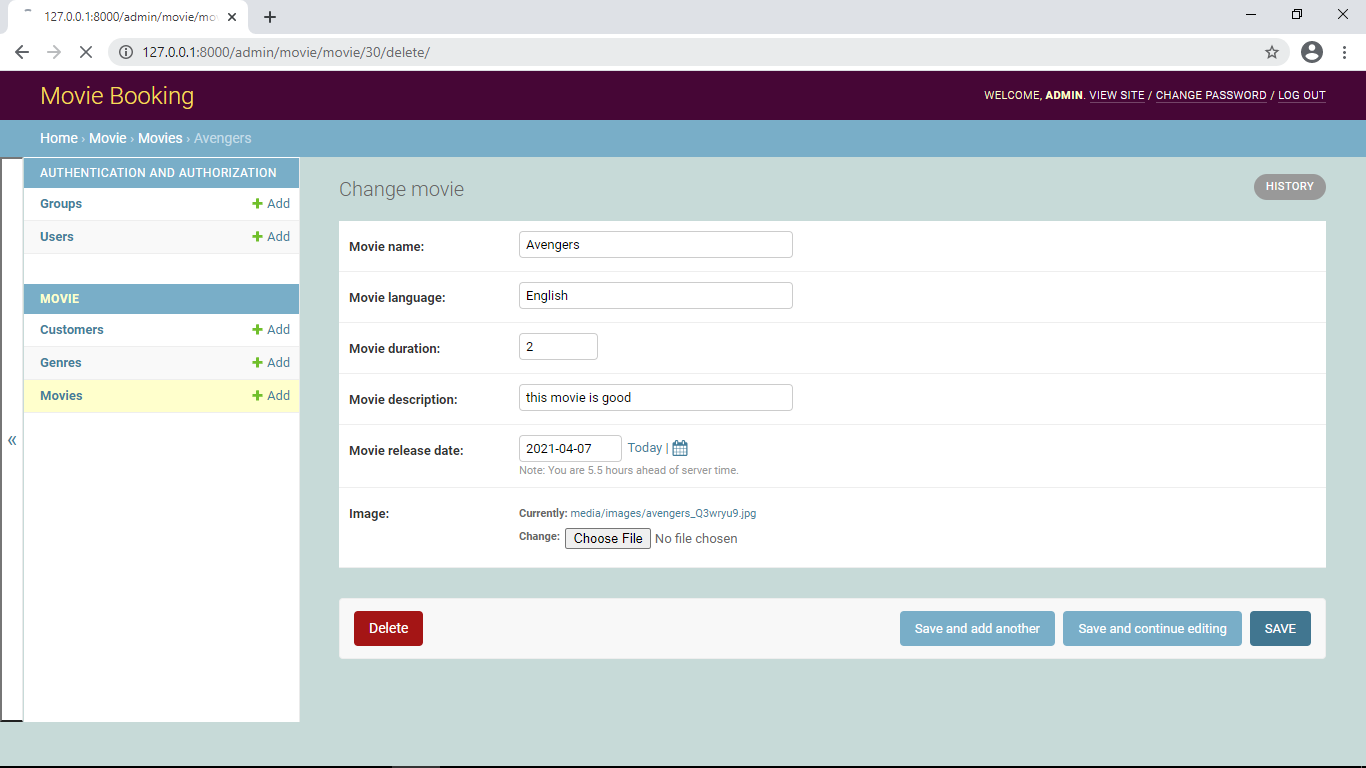 127.0.0.1:8000/admin/movie/mov
127.0.0.1:8000/admin/movie/movie/30/delete/
Movie Booking
WELCOME, ADMIN. VIEW SITE / CHANGE PASSWORD / LOG OUT
Home › Movie › Movies › Avengers
AUTHENTICATION AND AUTHORIZATION
Groups + Add
Users + Add
MOVIE
Customers + Add
Genres + Add
Movies + Add
«
Change movie
HISTORY
Movie name: Avengers
Movie language: English
Movie duration: 2
Movie description: this movie is good
Movie release date: 2021-04-07 Today |
Note: You are 5.5 hours ahead of server time.
Image: Currently: media/images/avengers_Q3wryu9.jpg
Change: Choose File No file chosen
Delete
Save and add another
Save and continue editing
SAVE